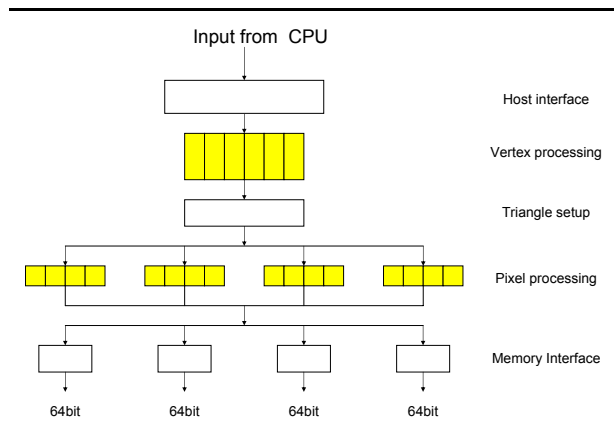 Input from CPU
Host interface
Vertex processing
Triangle setup
Pixel processing
Memory Interface
64bit 64bit 64bit 64bit